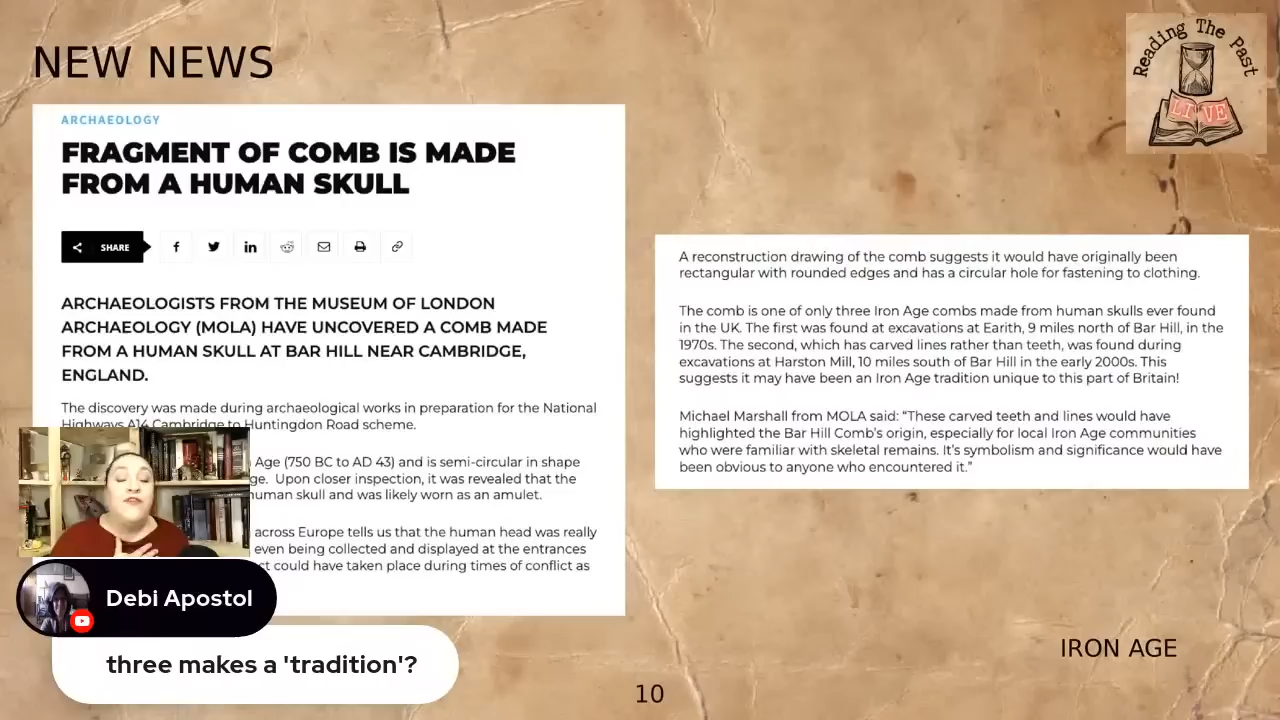 NEW NEWS
Reading The Past
LIVE
ARCHAEOLOGY
FRAGMENT OF COMB IS MADE
FROM A HUMAN SKULL
SHARE
ARCHAEOLOGISTS FROM THE MUSEUM OF LONDON
ARCHAEOLOGY (MOLA) HAVE UNCOVERED A COMB MADE
FROM A HUMAN SKULL AT BAR HILL NEAR CAMBRIDGE,
ENGLAND.
The discovery was made during archaeological works in preparation for the National
Highways A14 Cambridge to Huntingdon Road scheme.
Age (750 BC to AD 43) and is semi-circular in shape
Upon closer inspection, it was revealed that the
human skull and was likely worn as an amulet.
across Europe tells us that the human head was really
even being collected and displayed at the entrances
could have taken place during times of conflict as
A reconstruction drawing of the comb suggests it would have originally been
rectangular with rounded edges and has a circular hole for fastening to clothing.
The comb is one of only three Iron Age combs made from human skulls ever found
in the UK. The first was found at excavations at Earith, 9 miles north of Bar Hill, in the
1970s. The second, which has carved lines rather than teeth, was found during
excavations at Harston Mill, 10 miles south of Bar Hill in the early 2000s. This
suggests it may have been an Iron Age tradition unique to this part of Britain!
Michael Marshall from MOLA said: “These carved teeth and lines would have
highlighted the Bar Hill Comb’s origin, especially for local Iron Age communities
who were familiar with skeletal remains. It’s symbolism and significance would have
been obvious to anyone who encountered it.”
Debi Apostol
three makes a 'tradition'?
IRON AGE
10